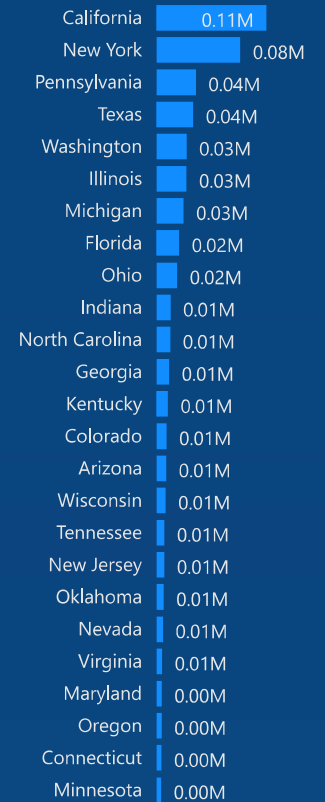 California 0.11M
New York 0.08M
Pennsylvania 0.04M
Texas 0.04M
Washington 0.03M
Illinois 0.03M
Michigan 0.03M
Florida 0.02M
Ohio 0.02M
Indiana 0.01M
North Carolina 0.01M
Georgia 0.01M
Kentucky 0.01M
Colorado 0.01M
Arizona 0.01M
Wisconsin 0.01M
Tennessee 0.01M
New Jersey 0.01M
Oklahoma 0.01M
Nevada 0.01M
Virginia 0.01M
Maryland 0.00M
Oregon 0.00M
Connecticut 0.00M
Minnesota 0.00M